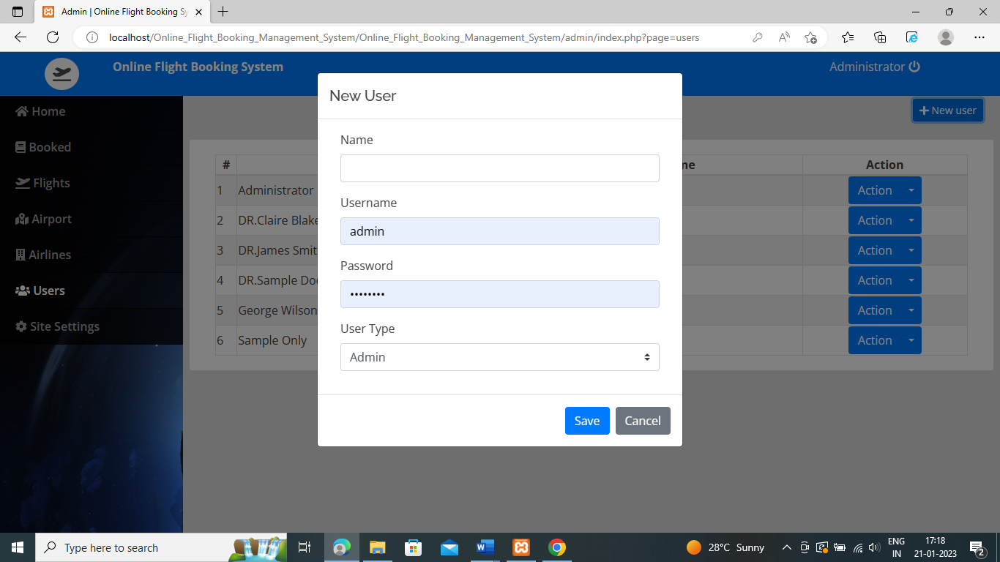 Admin | Online Flight Booking Sy
localhost/Online_Flight_Booking_Management_System/Online_Flight_Booking_Management_System/admin/index.php?page=users
Online Flight Booking System
Administrator
Home
Booked
Flights
Airport
Airlines
Users
Site Settings
New user
# me Action
1 Administrator Action
2 DR.Claire Blake Action
3 DR.James Smit Action
4 DR.Sample Do Action
5 George Wilson Action
6 Sample Only Action
New User
Name
Username
admin
Password
••••••••
User Type
Admin
Save Cancel
Type here to search
28°C Sunny
ENG
IN
17:18
21-01-2023
2